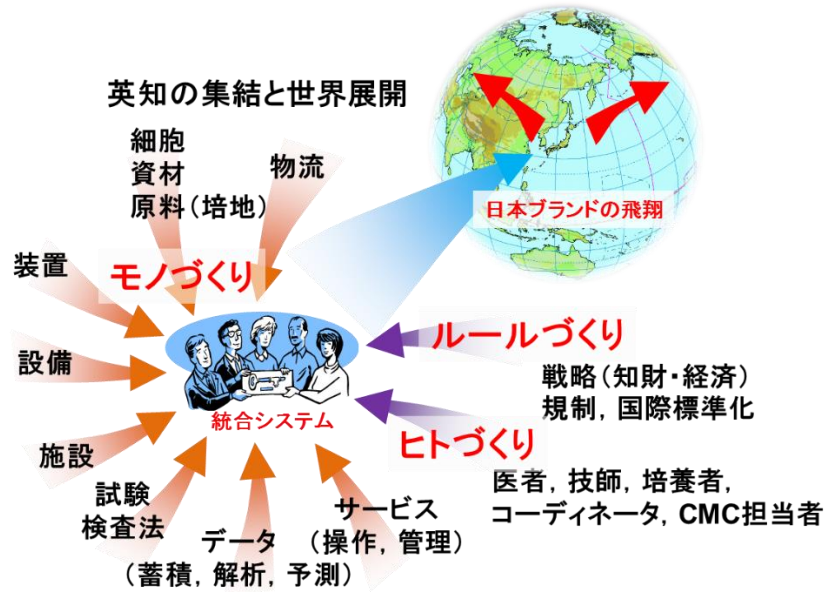 英知の集結と世界展開
細胞
資材
原料(培地)
物流
日本ブランドの飛翔
装置
モノづくり
設備
ルールづくり
戦略(知財・経済)
規制, 国際標準化
統合システム
ヒトづくり
医者, 技師, 培養者,
コーディネータ, CMC担当者
施設
試験
検査法
データ
(蓄積, 解析, 予測)
サービス
(操作, 管理)